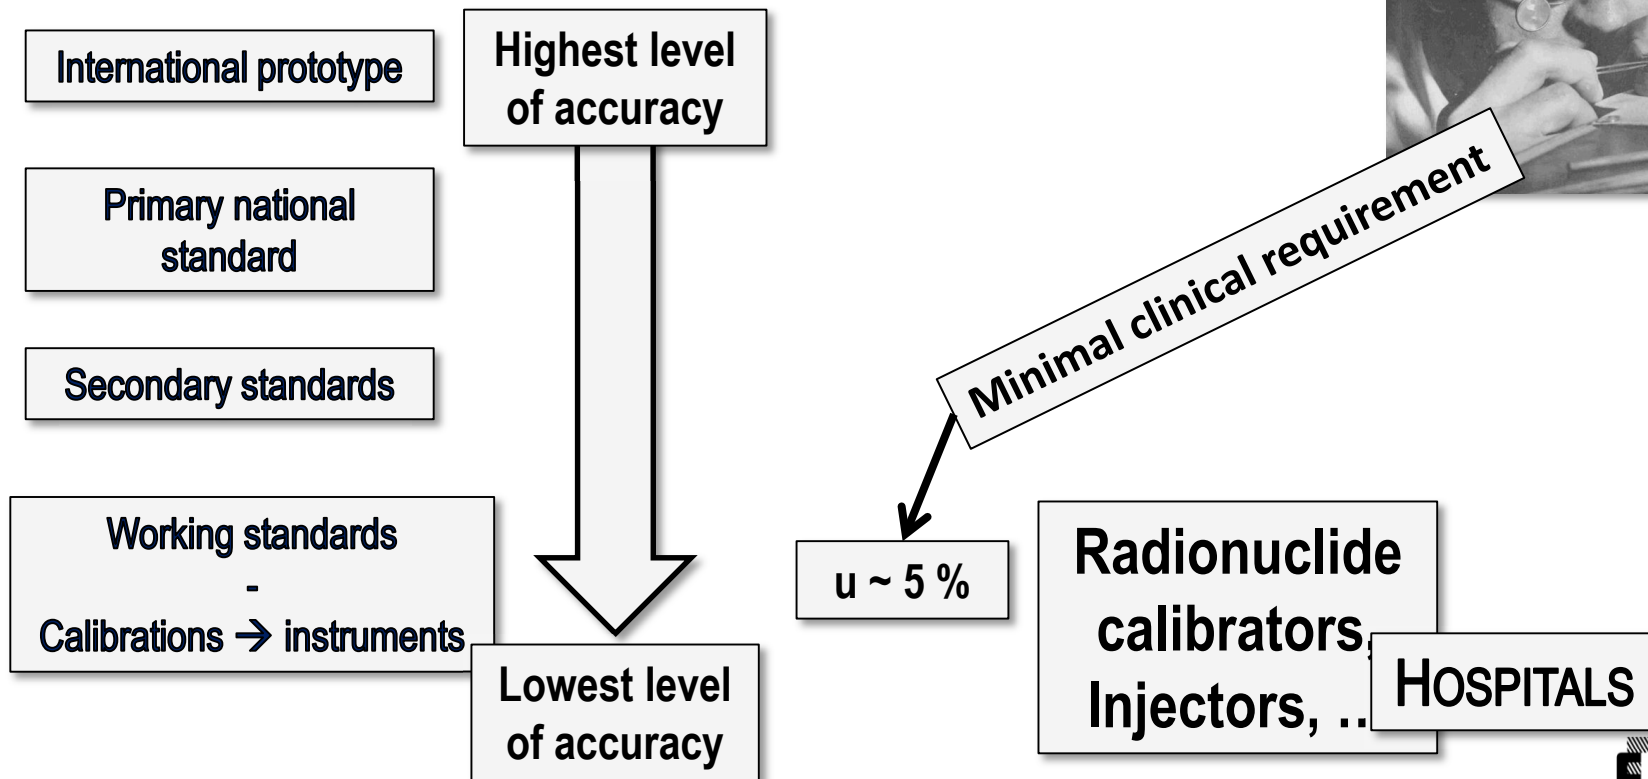 International prototype
Highest level
of accuracy
Primary national
standard
Minimal clinical requirement
Secondary standards
Working standards
-
Calibrations → instruments
u ~ 5 %
Radionuclide
calibrators,
Injectors, ..
HOSPITALS
Lowest level
of accuracy